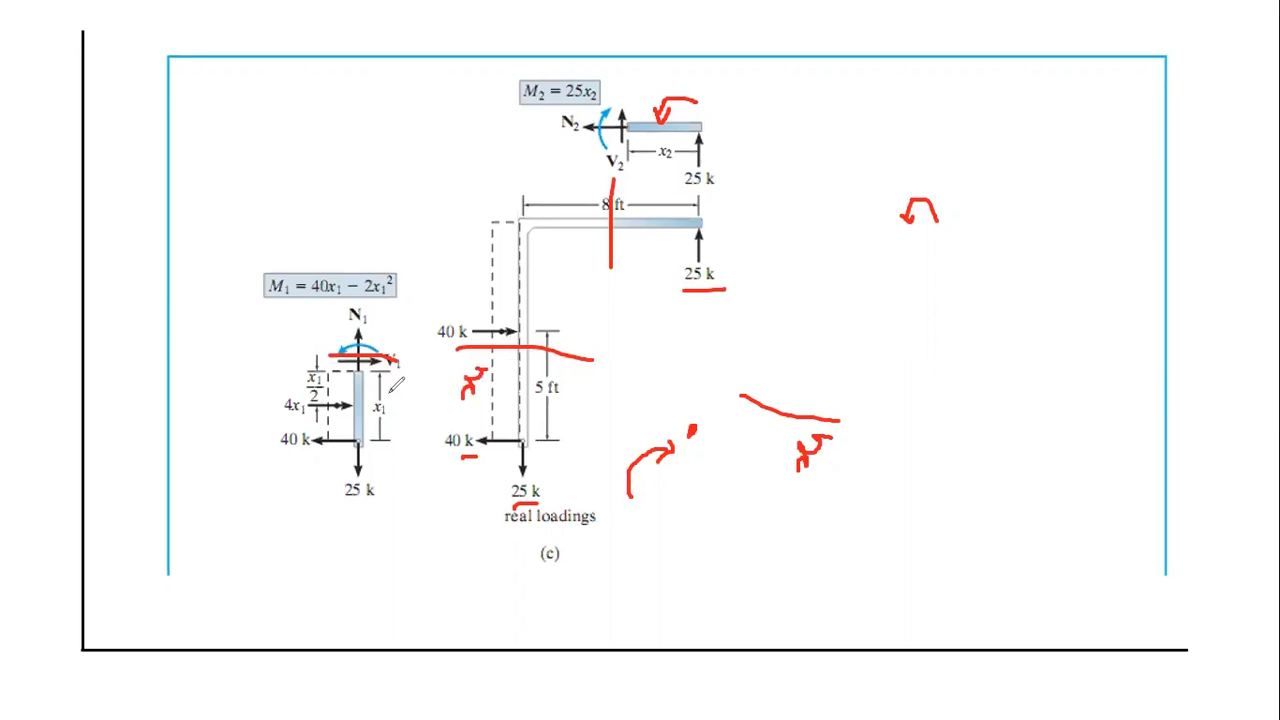 M₂ = 25x₂
N₂
V₂
x₂
25 k
8 ft
25 k
M₁ = 40x₁ − 2x₁²
N₁
V₁
x₁
2
4x₁
x₁
40 k
25 k
40 k
5 ft
40 k
25 k
real loadings
(c)